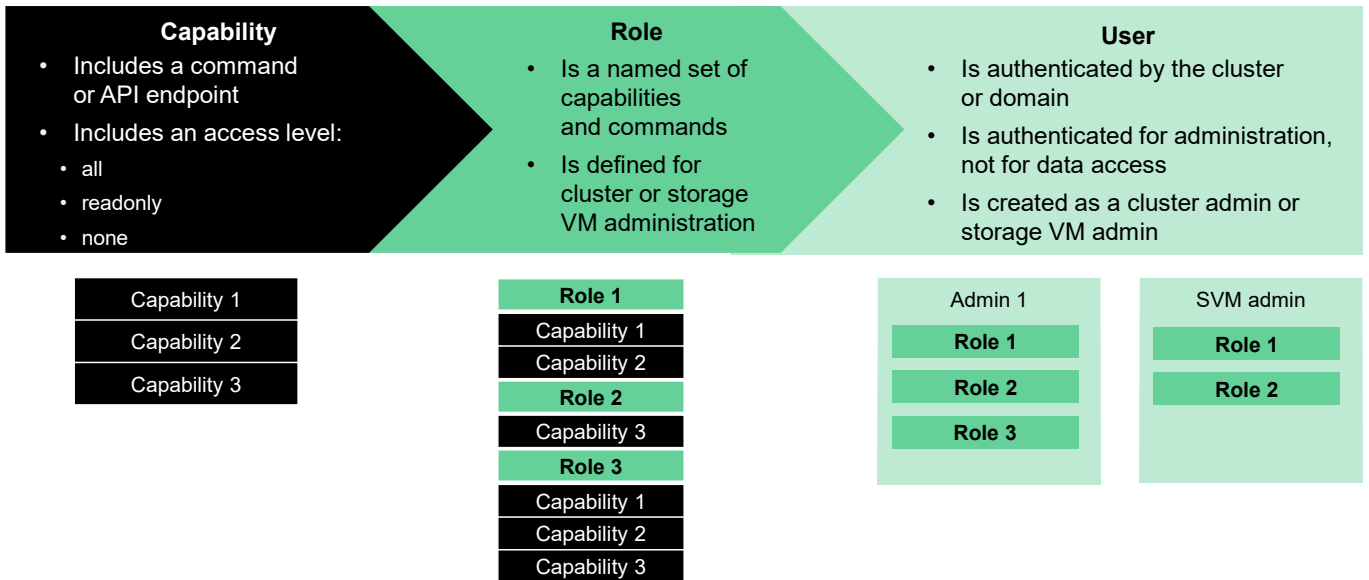 Capability
• Includes a command
or API endpoint
• Includes an access level:
• all
• readonly
• none
Role
• Is a named set of
capabilities
and commands
• Is defined for
cluster or storage
VM administration
User
• Is authenticated by the cluster
or domain
• Is authenticated for administration,
not for data access
• Is created as a cluster admin or
storage VM admin
Capability 1
Capability 2
Capability 3
Role 1
Capability 1
Capability 2
Role 2
Capability 3
Role 3
Capability 1
Capability 2
Capability 3
Admin 1
Role 1
Role 2
Role 3
SVM admin
Role 1
Role 2